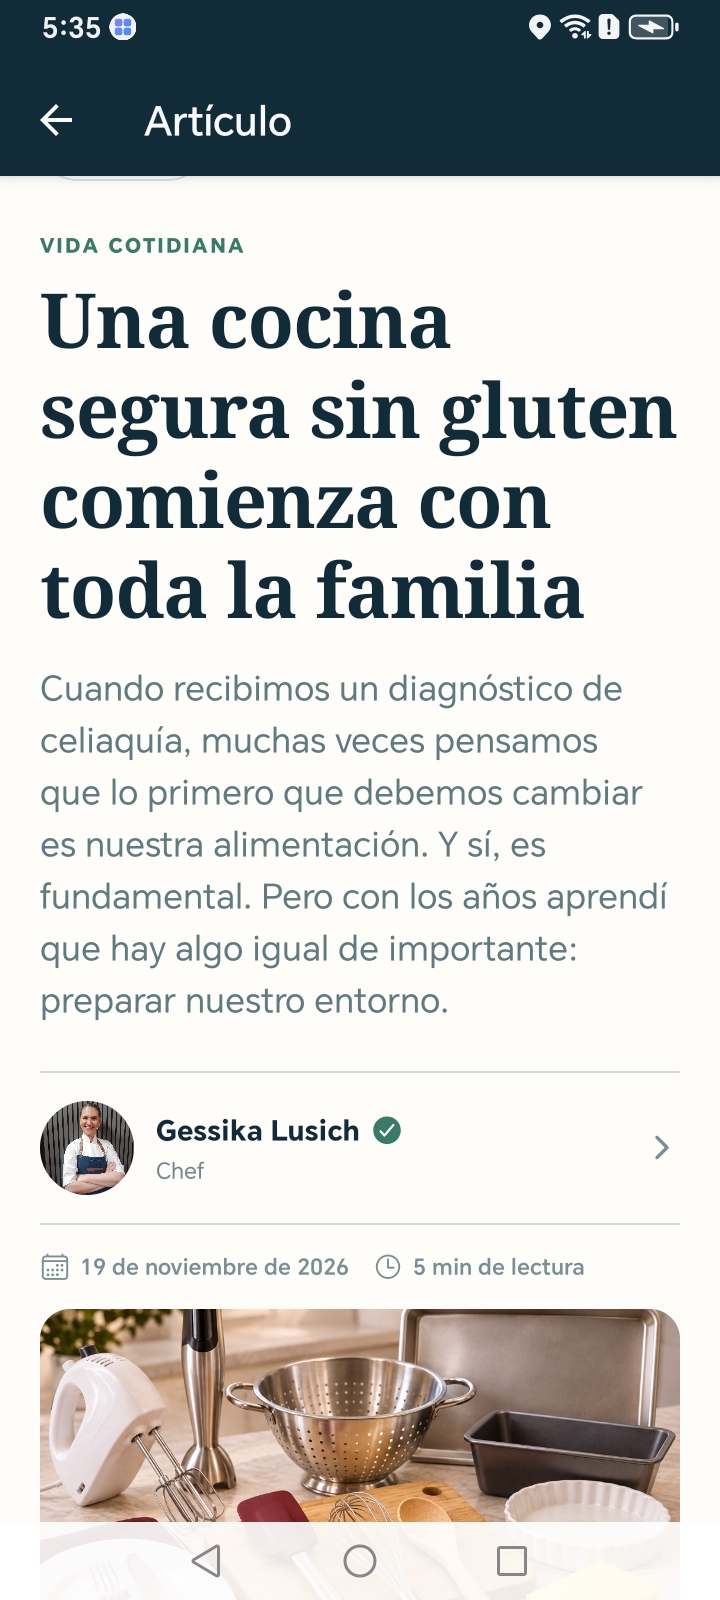 5:35
Artículo
VIDA COTIDIANA
Una cocina
segura sin gluten
comienza con
toda la familia
Cuando recibimos un diagnóstico de
celiaquía, muchas veces pensamos
que lo primero que debemos cambiar
es nuestra alimentación. Y sí, es
fundamental. Pero con los años aprendí
que hay algo igual de importante:
preparar nuestro entorno.
Gessika Lusich
Chef
19 de noviembre de 2026 5 min de lectura